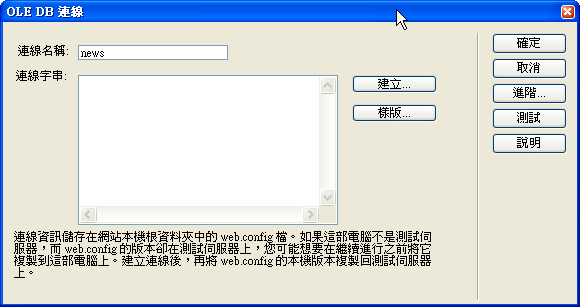 OLE DB 連線
連線名稱: news
確定
取消
連線字串:
建立...
進階...
樣版...
測試
說明
連線資訊儲存在網站本機根資料夾中的 web.config 檔。如果這部電腦不是測試伺
服器，而 web.config 的版本卻在測試伺服器上，您可能想要在繼續進行之前將它
複製到這部電腦上。建立連線後，再將 web.config 的本機版本複製回測試伺服器
上。